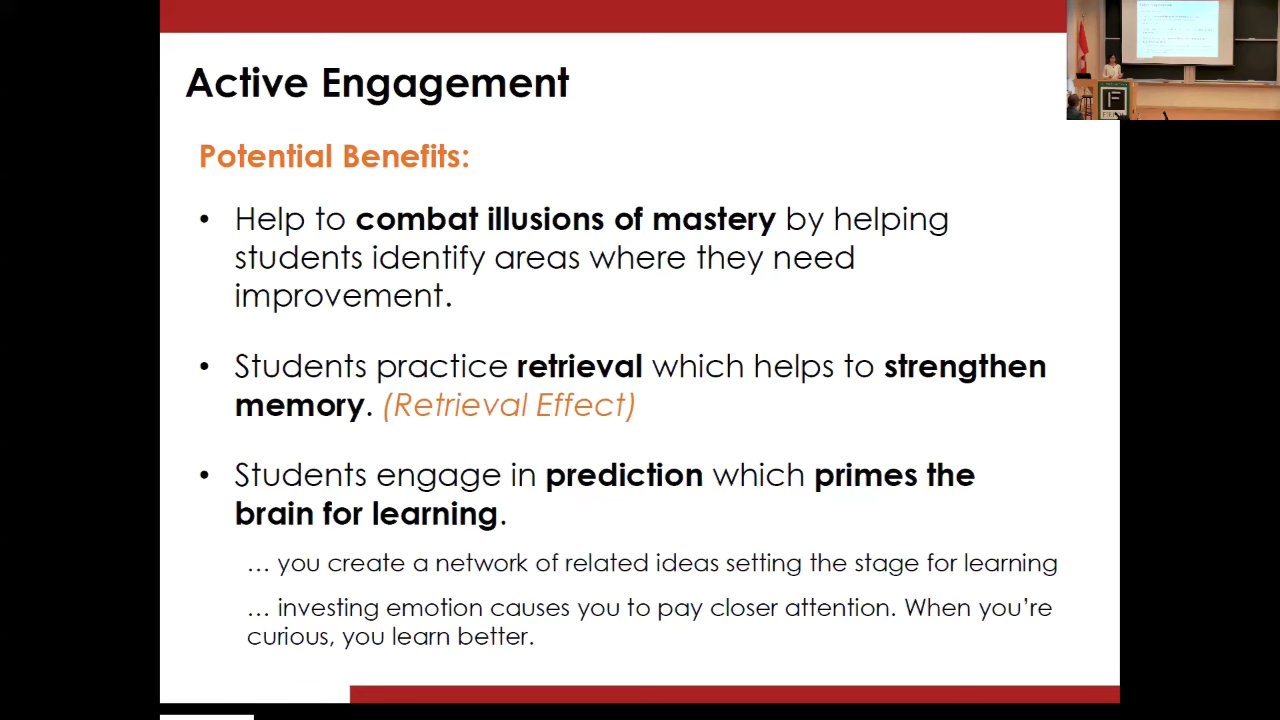 Active Engagement
Potential Benefits:
• Help to combat illusions of mastery by helping
students identify areas where they need
improvement.
• Students practice retrieval which helps to strengthen
memory. (Retrieval Effect)
• Students engage in prediction which primes the
brain for learning.
... you create a network of related ideas setting the stage for learning
... investing emotion causes you to pay closer attention. When you're
curious, you learn better.